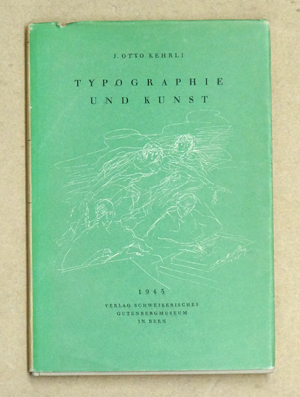 J. OTTO KEHRLI
TYPOGRAPHIE
UND KUNST
1945
VERLAG SCHWEIZERISCHES
GUTENBERGMUSEUM
IN BERN